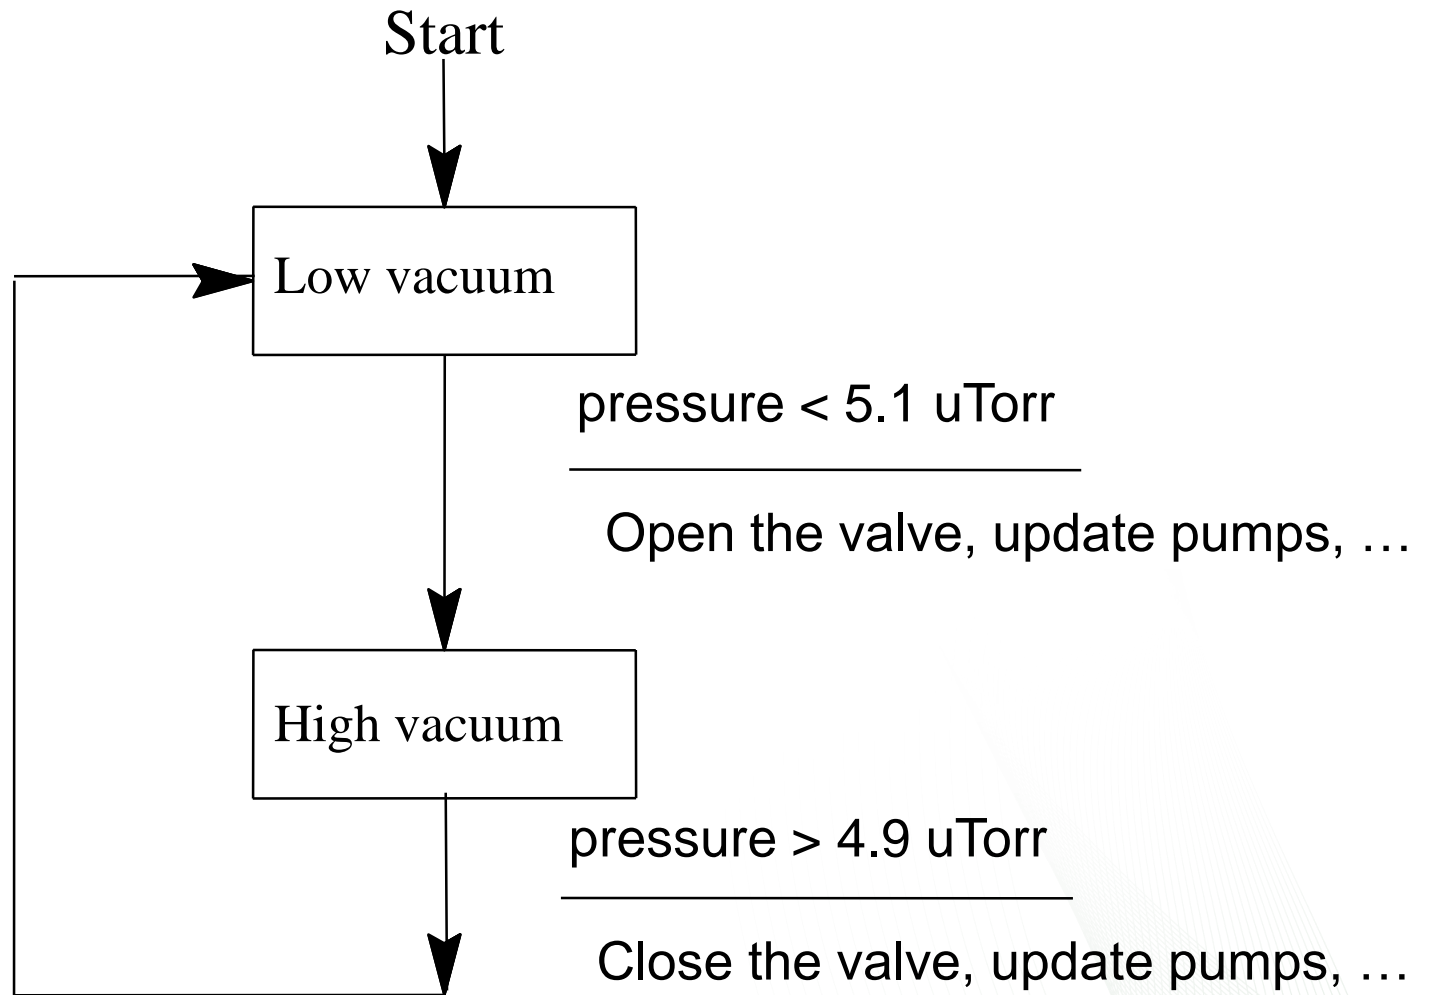 Start
Low vacuum
pressure < 5.1 uTorr
Open the valve, update pumps, …
High vacuum
pressure > 4.9 uTorr
Close the valve, update pumps, …